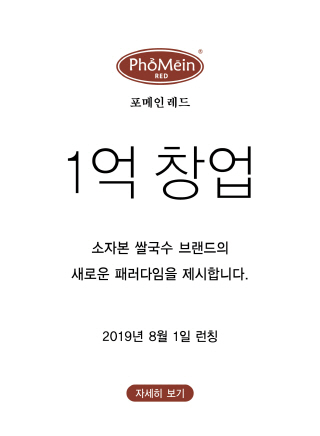 PhỏMēin®
RED
포메인 레드
1억 창업
소자본 쌀국수 브랜드의
새로운 패러다임을 제시합니다.
2019년 8월 1일 런칭
자세히 보기